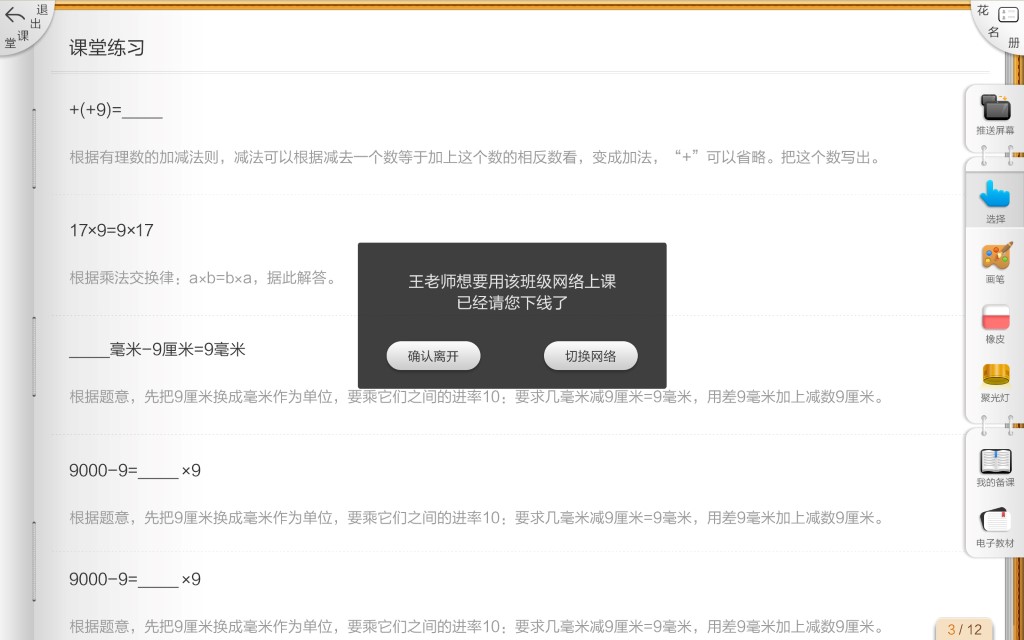 退出课堂
花名册
课堂练习
+(+9)=_____
根据有理数的加减法则，减法可以根据减去一个数等于加上这个数的相反数看，变成加法，“+”可以省略。把这个数写出。
17×9=9×17
根据乘法交换律；a×b=b×a，据此解答。
_____毫米-9厘米=9毫米
根据题意，先把9厘米换成毫米作为单位，要乘它们之间的进率10；要求几毫米减9厘米=9毫米，用差9毫米加上减数9厘米。
9000-9=_____×9
根据题意，先把9厘米换成毫米作为单位，要乘它们之间的进率10；要求几毫米减9厘米=9毫米，用差9毫米加上减数9厘米。
9000-9=_____×9
根据题意，先把9厘米换成毫米作为单位，要乘它们之间的进率10；要求几毫米减9厘米=9毫米，用差9毫米加上减数9厘米。
王老师想要用该班级网络上课
已经请您下线了
确认离开
切换网络
推送屏幕
选择
画笔
橡皮
聚光灯
我的备课
电子教材
3 / 12